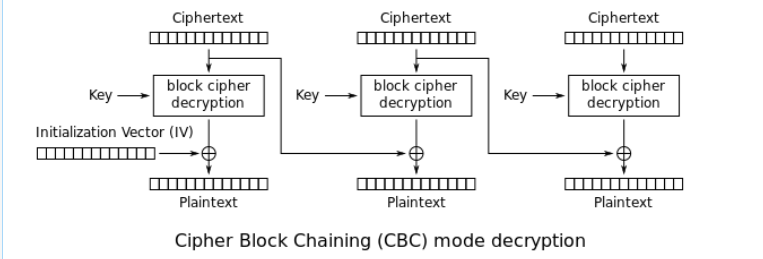 Ciphertext
Ciphertext
Ciphertext
Key
block cipher
decryption
Key
block cipher
decryption
Key
block cipher
decryption
Initialization Vector (IV)
Plaintext
Plaintext
Plaintext
Cipher Block Chaining (CBC) mode decryption